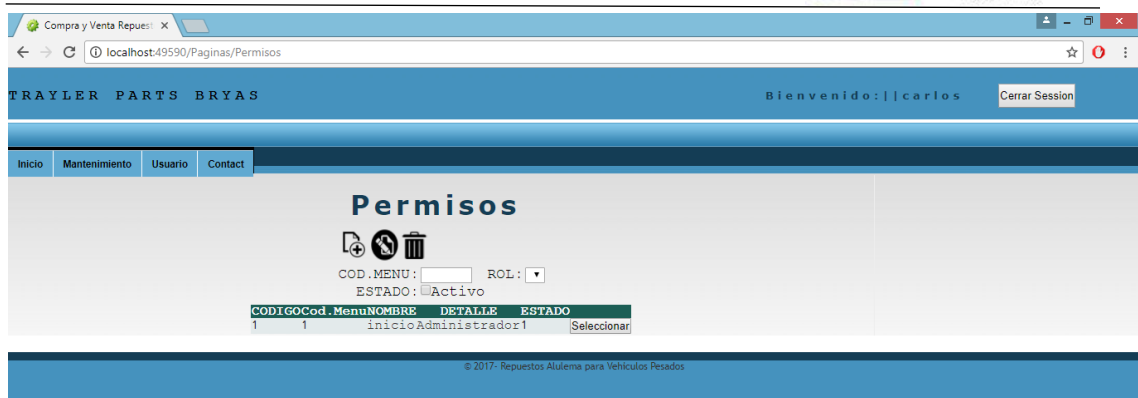 Compra y Venta Repuest
localhost:49590/Paginas/Permisos
TRAYLER PARTS BRYAS
Bienvenido:||carlos
Cerrar Session
Inicio Mantenimiento Usuario Contact
Permisos
COD.MENU: ROL:
ESTADO: Activo
CODIGO Cod.Menu NOMBRE DETALLE ESTADO
1 1 inicio Administrador 1 Seleccionar
© 2017- Repuestos Alulema para Vehículos Pesados